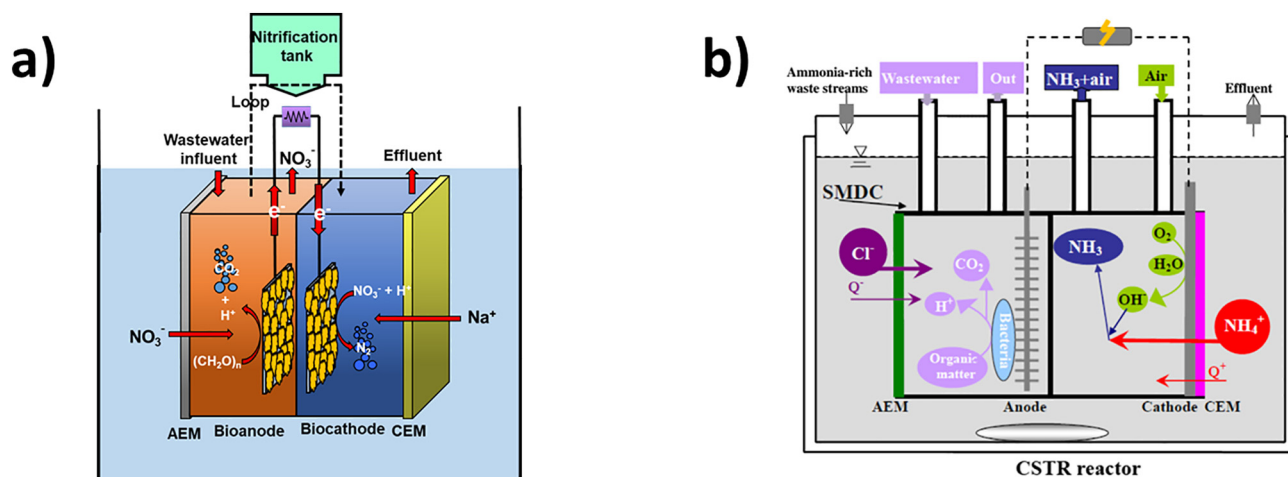 a)
Nitrification
tank
Loop
Wastewater
influent
NO₃⁻
Effluent
e⁻
e⁻
CO₂
+
H⁺
NO₃⁻ + H⁺
NO₃⁻
Na⁺
(CH₂O)ₙ
N₂
AEM
Bioanode
Biocathode
CEM
b)
Ammonia-rich
waste streams
Wastewater
Out
NH₃+air
Air
Effluent
SMDC
Cl⁻
Q⁻
CO₂
H⁺
Bacteria
Organic
matter
NH₃
O₂
H₂O
OH⁻
NH₄⁺
Q⁺
AEM
Anode
Cathode
CEM
CSTR reactor